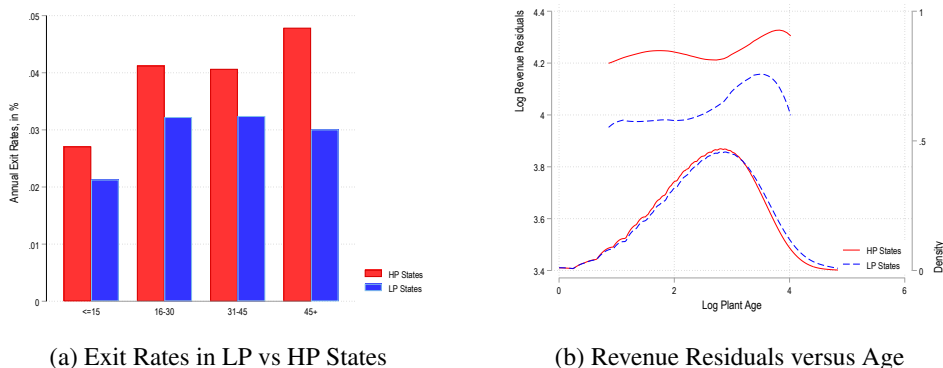 Annual Exit Rates, in %
.05
.04
.03
.02
.01
0
<=15 16-30 31-45 45+
HP States
LP States
(a) Exit Rates in LP vs HP States
Log Revenue Residuals
4.4
4.2
4
3.8
3.6
3.4
1
.5
0
Density
0 2 4 6
Log Plant Age
HP States
LP States
(b) Revenue Residuals versus Age